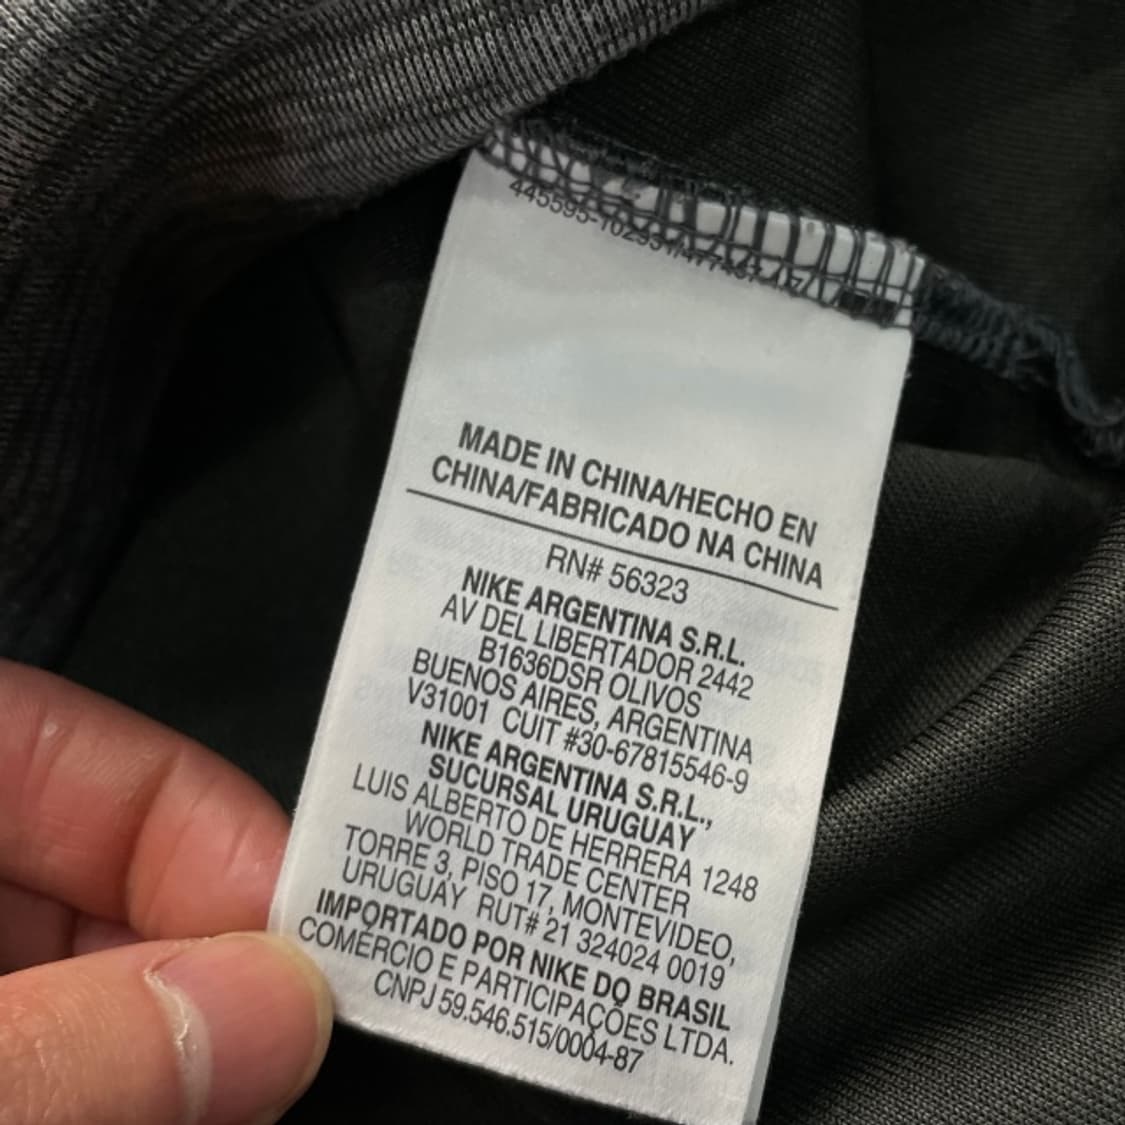 MADE IN CHINA/HECHO EN
CHINA/FABRICADO NA CHINA
RN# 56323
NIKE ARGENTINA S.R.L.
AV DEL LIBERTADOR 2442
B1636DSR OLIVOS
BUENOS AIRES, ARGENTINA
V31001 CUIT #30-67815546-9
NIKE ARGENTINA S.R.L.,
SUCURSAL URUGUAY
LUIS ALBERTO DE HERRERA 1248
WORLD TRADE CENTER
TORRE 3, PISO 17, MONTEVIDEO,
URUGUAY RUT# 21 324024 0019
IMPORTADO POR NIKE DO BRASIL
COMÉRCIO E PARTICIPAÇÕES LTDA.
CNPJ 59.546.515/0004-87